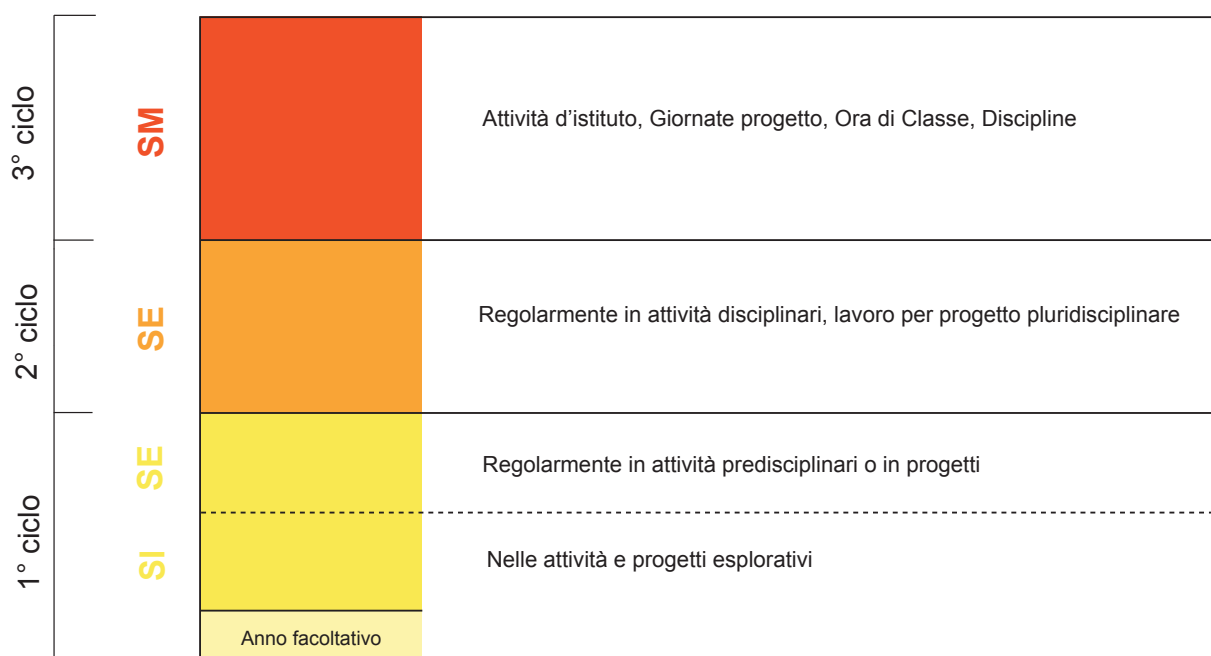 3° ciclo
SM
Attività d'istituto, Giornate progetto, Ora di Classe, Discipline
2° ciclo
SE
Regolarmente in attività disciplinari, lavoro per progetto pluridisciplinare
1° ciclo
SE
Regolarmente in attività predisciplinari o in progetti
SI
Nelle attività e progetti esplorativi
Anno facoltativo